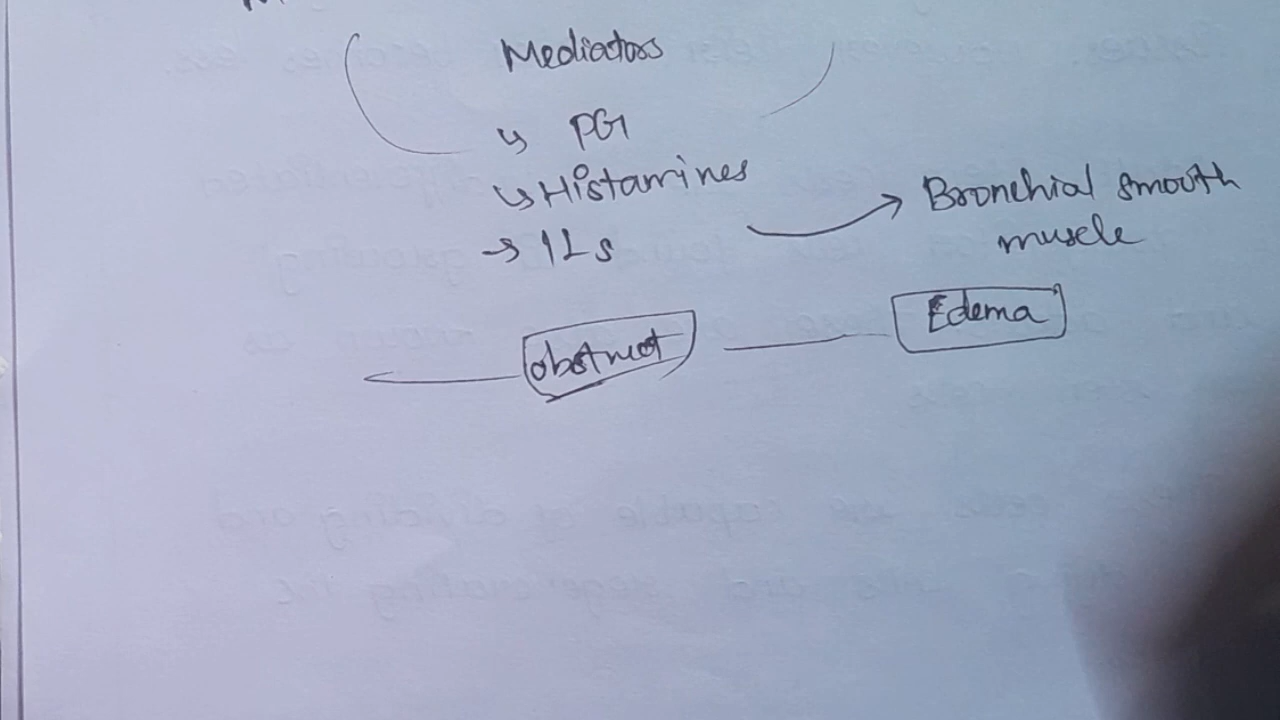 Mediators
↳ PG
↳ Histamines
→ ILs
Bronchial smooth
muscle
Edema
obstruct